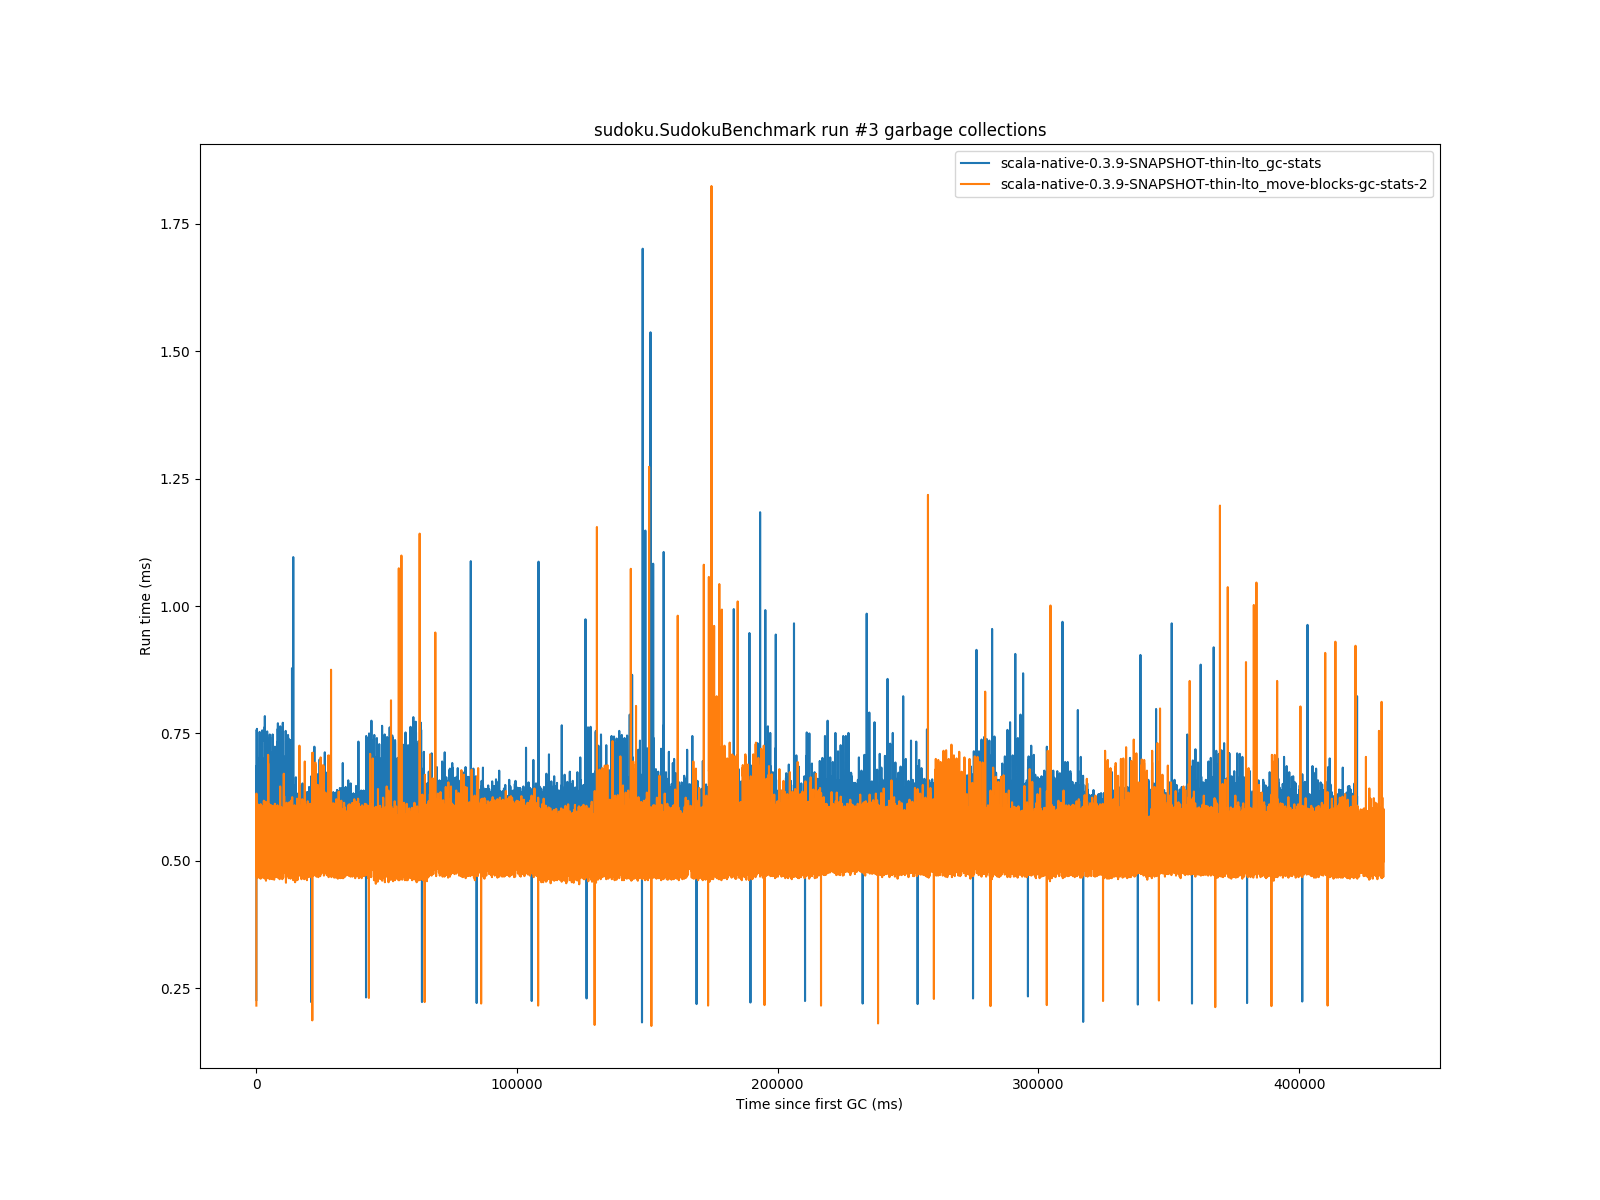 sudoku.SudokuBenchmark run #3 garbage collections
scala-native-0.3.9-SNAPSHOT-thin-lto_gc-stats
scala-native-0.3.9-SNAPSHOT-thin-lto_move-blocks-gc-stats-2
1.75
1.50
1.25
1.00
0.75
0.50
0.25
Run time (ms)
0 100000 200000 300000 400000
Time since first GC (ms)